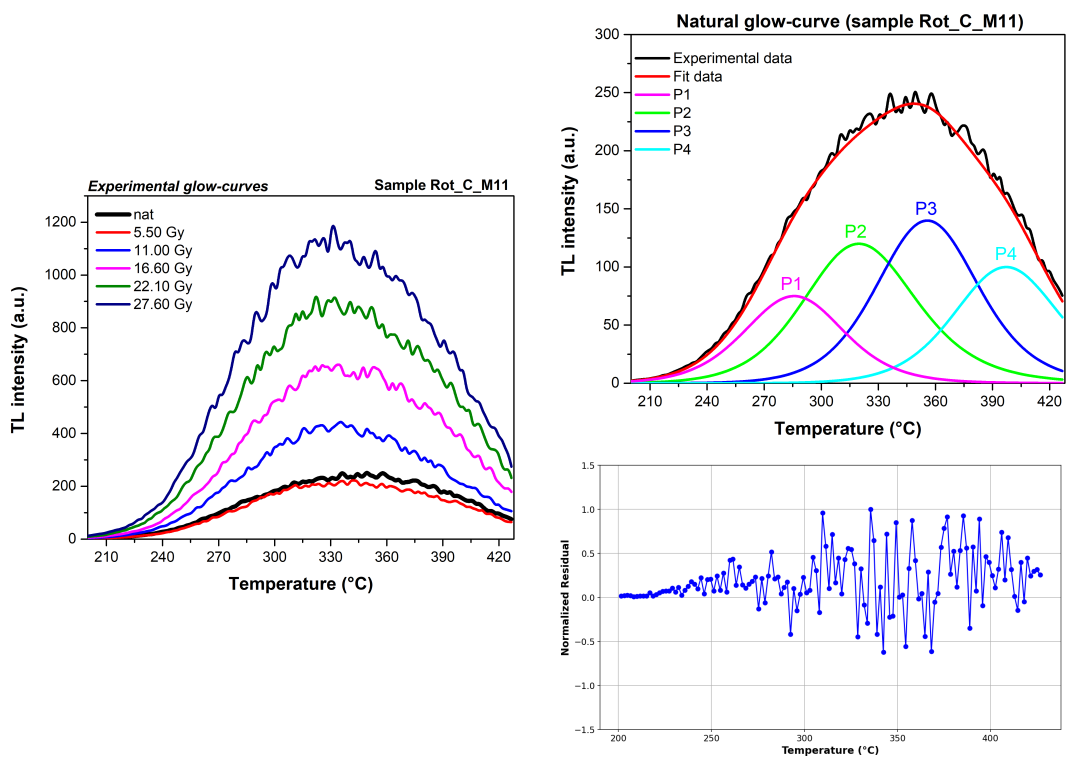 Experimental glow-curves
Sample Rot_C_M11
nat
5.50 Gy
11.00 Gy
16.60 Gy
22.10 Gy
27.60 Gy
TL intensity (a.u.)
1200
1000
800
600
400
200
0
210 240 270 300 330 360 390 420
Temperature (°C)
Natural glow-curve (sample Rot_C_M11)
Experimental data
Fit data
P1
P2
P3
P4
TL intensity (a.u.)
300
250
200
150
100
50
0
P1
P2
P3
P4
210 240 270 300 330 360 390 420
Temperature (°C)
Normalized Residual
1.5
1.0
0.5
0.0
−0.5
−1.0
−1.5
200 250 300 350 400
Temperature (°C)